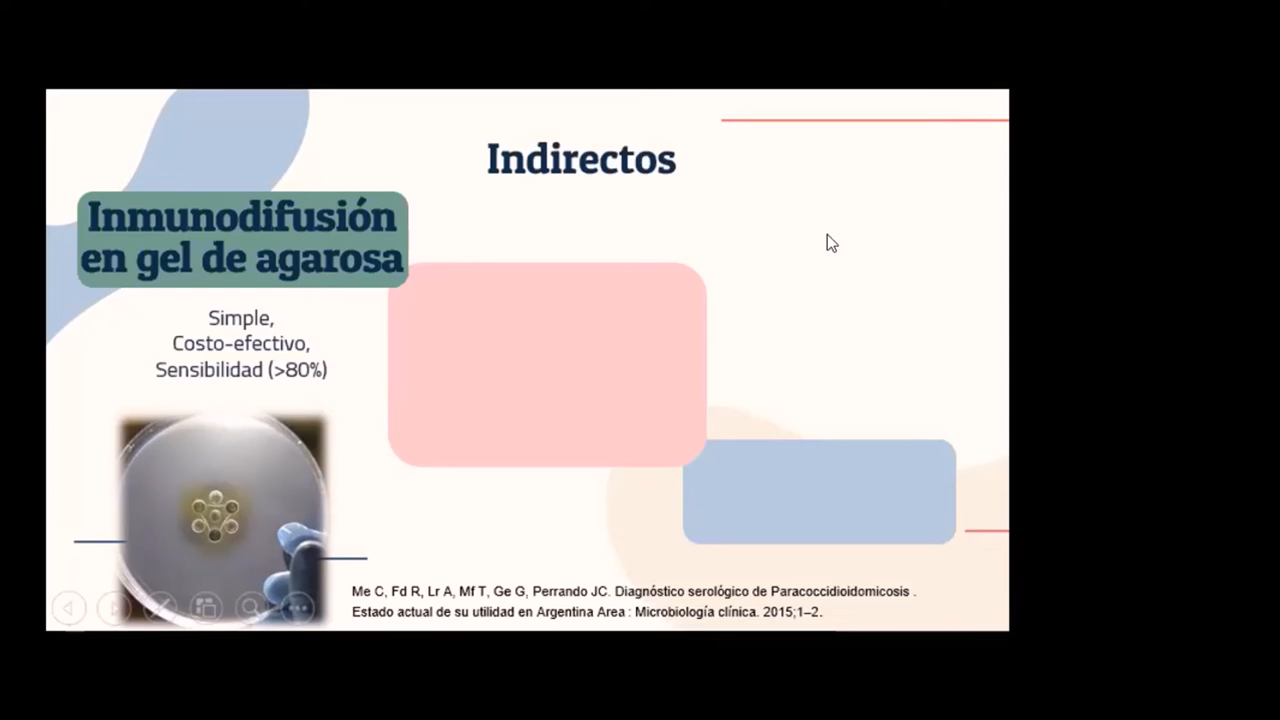 Indirectos
Inmunodifusión
en gel de agarosa
Simple,
Costo-efectivo,
Sensibilidad (>80%)
Me C, Fd R, Lr A, Mf T, Ge G, Perrando JC. Diagnóstico serológico de Paracoccidioidomicosis .
Estado actual de su utilidad en Argentina Area : Microbiología clínica. 2015;1–2.